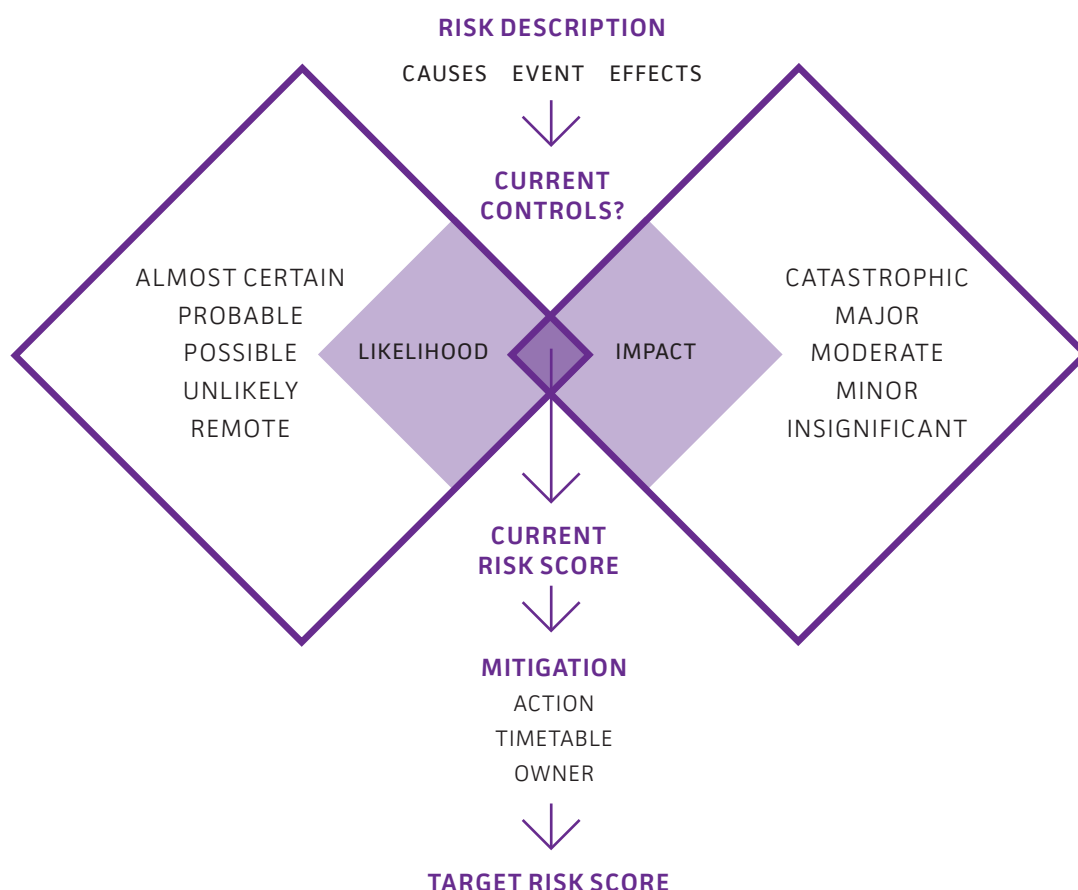 RISK DESCRIPTION
CAUSES EVENT EFFECTS
CURRENT
CONTROLS?
ALMOST CERTAIN
PROBABLE
POSSIBLE
UNLIKELY
REMOTE
LIKELIHOOD
IMPACT
CATASTROPHIC
MAJOR
MODERATE
MINOR
INSIGNIFICANT
CURRENT
RISK SCORE
MITIGATION
ACTION
TIMETABLE
OWNER
TARGET RISK SCORE